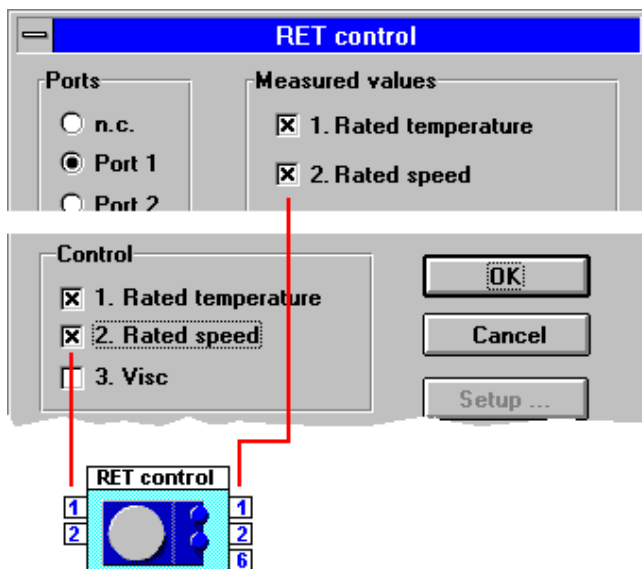 RET control
Ports
Measured values
n.c.
1. Rated temperature
Port 1
2. Rated speed
Port 2
Control
1. Rated temperature
2. Rated speed
3. Visc
OK
Cancel
Setup ...
RET control
1
1
2
2
6